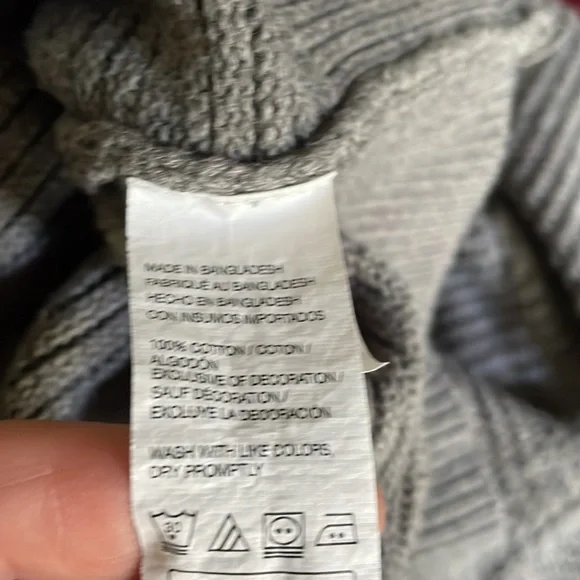 MADE IN BANGLADESH
FABRIQUE AU BANGLADESH
HECHO EN BANGLADESH
CON INSUMOS IMPORTADOS
100% COTTON / COTON /
ALGODÓN
EXCLUSIVE OF DECORATION /
SAUF DÉCORATION /
EXCLUYE LA DECORACIÓN
WASH WITH LIKE COLORS,
DRY PROMPTLY
30